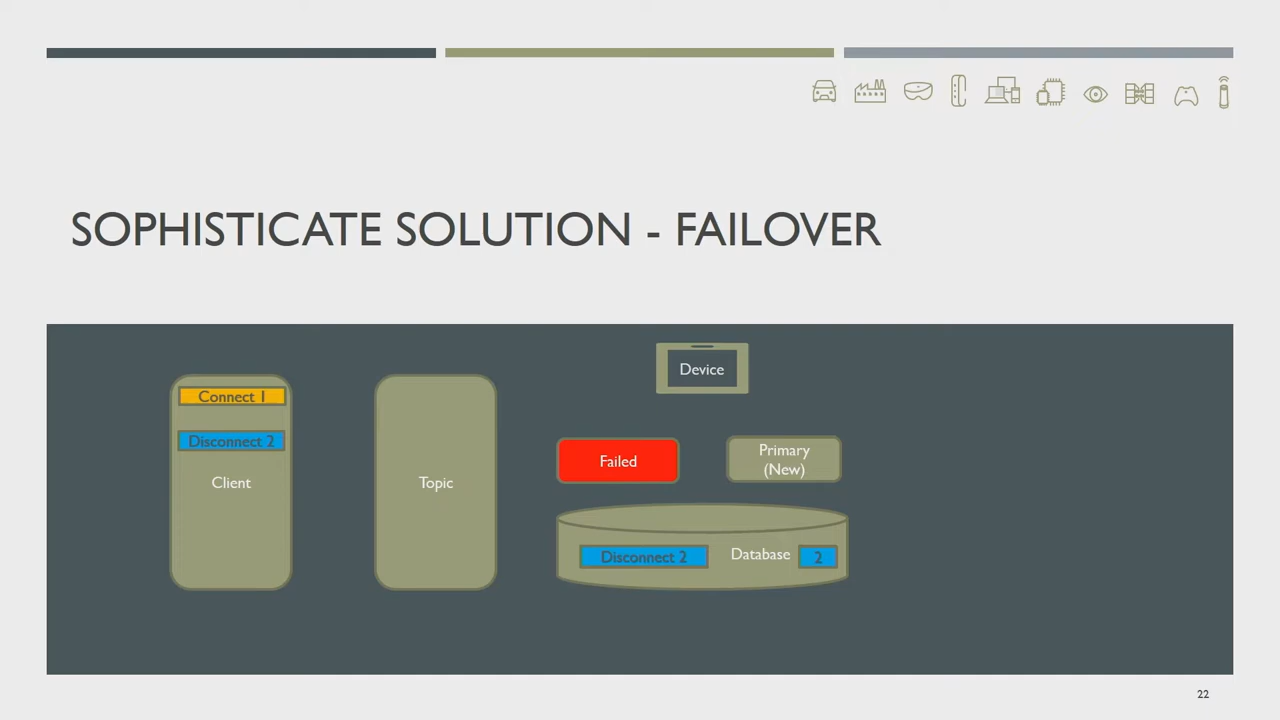 SOPHISTICATE SOLUTION - FAILOVER
Device
Connect 1
Disconnect 2
Client
Topic
Failed
Primary
(New)
Disconnect 2
Database
2
22